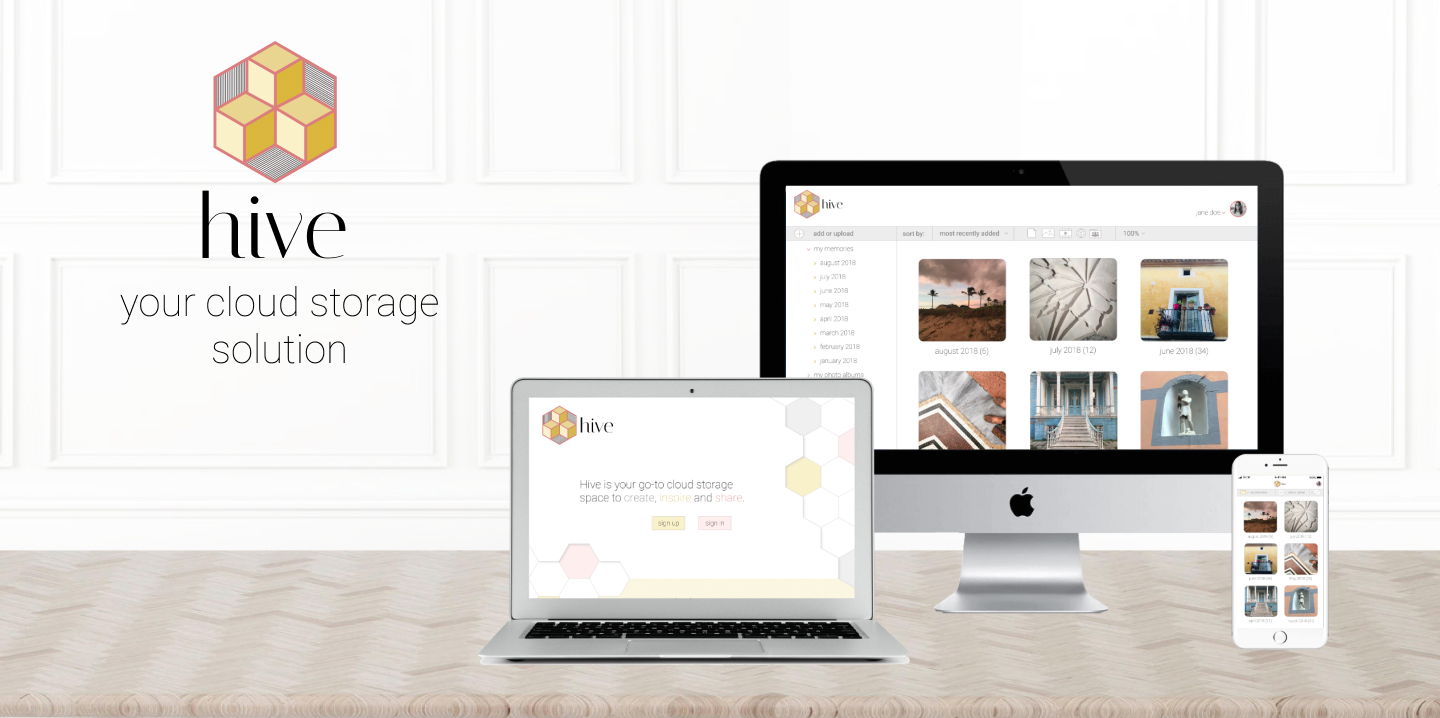 hive
your cloud storage
solution
hive
jane doe
add or upload
sort by:
most recently added
100%
my memories
august 2018
july 2018
june 2018
may 2018
april 2018
march 2018
february 2018
january 2018
my photo albums
august 2018 (6)
july 2018 (12)
june 2018 (34)
hive
Hive is your go-to cloud storage
space to create, inspire and share.
sign up
sign in